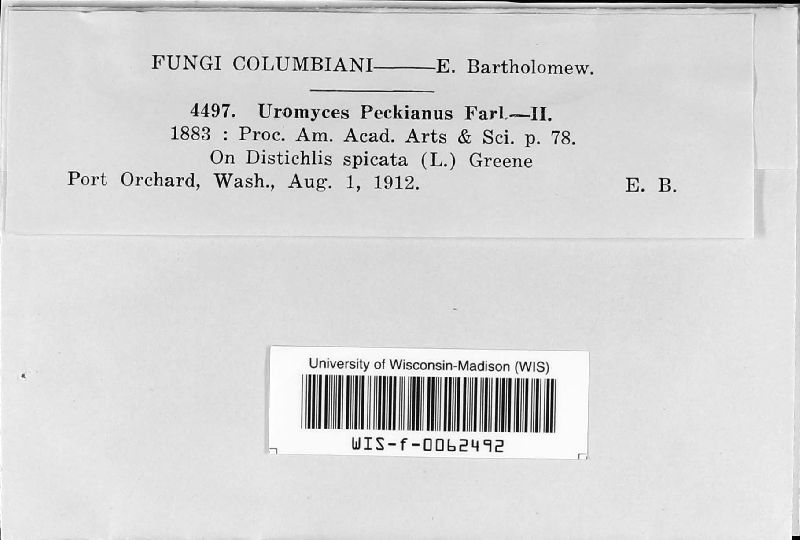 FUNGI COLUMBIANI———E. Bartholomew.
4497. Uromyces Peckianus Farl.—II.
1883 : Proc. Am. Acad. Arts & Sci. p. 78.
On Distichlis spicata (L.) Greene
Port Orchard, Wash., Aug. 1, 1912. E. B.
University of Wisconsin-Madison (WIS)
WIS-f-0062492